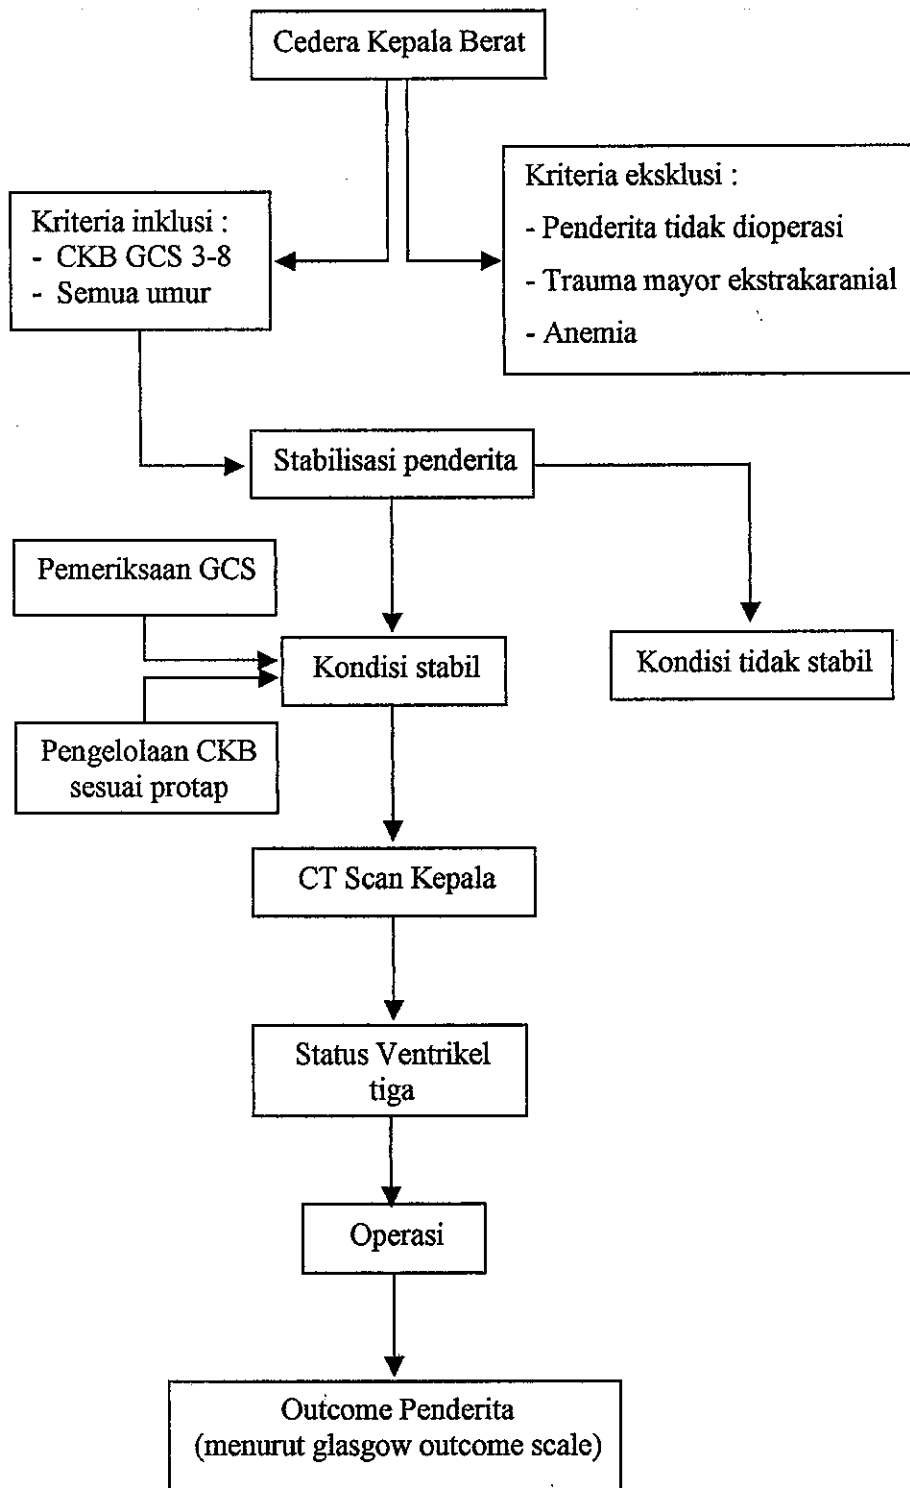 Cedera Kepala Berat
Kriteria inklusi :
- CKB GCS 3-8
- Semua umur
Kriteria eksklusi :
- Penderita tidak dioperasi
- Trauma mayor ekstrakaranial
- Anemia
Stabilisasi penderita
Pemeriksaan GCS
Kondisi stabil
Kondisi tidak stabil
Pengelolaan CKB
sesuai protap
CT Scan Kepala
Status Ventrikel
tiga
Operasi
Outcome Penderita
(menurut glasgow outcome scale)